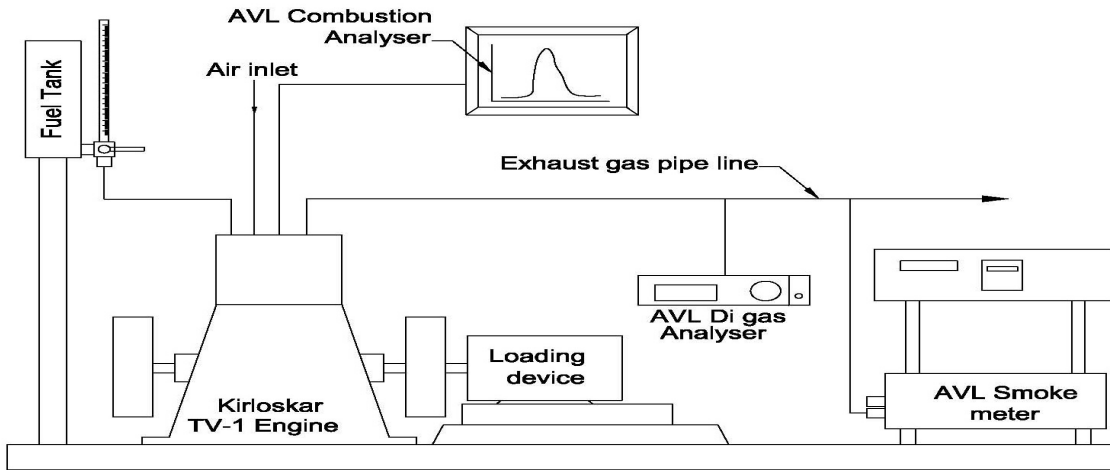 AVL Combustion
Analyser
Air inlet
Fuel Tank
Exhaust gas pipe line
AVL Di gas
Analyser
Loading
device
Kirloskar
TV-1 Engine
AVL Smoke
meter